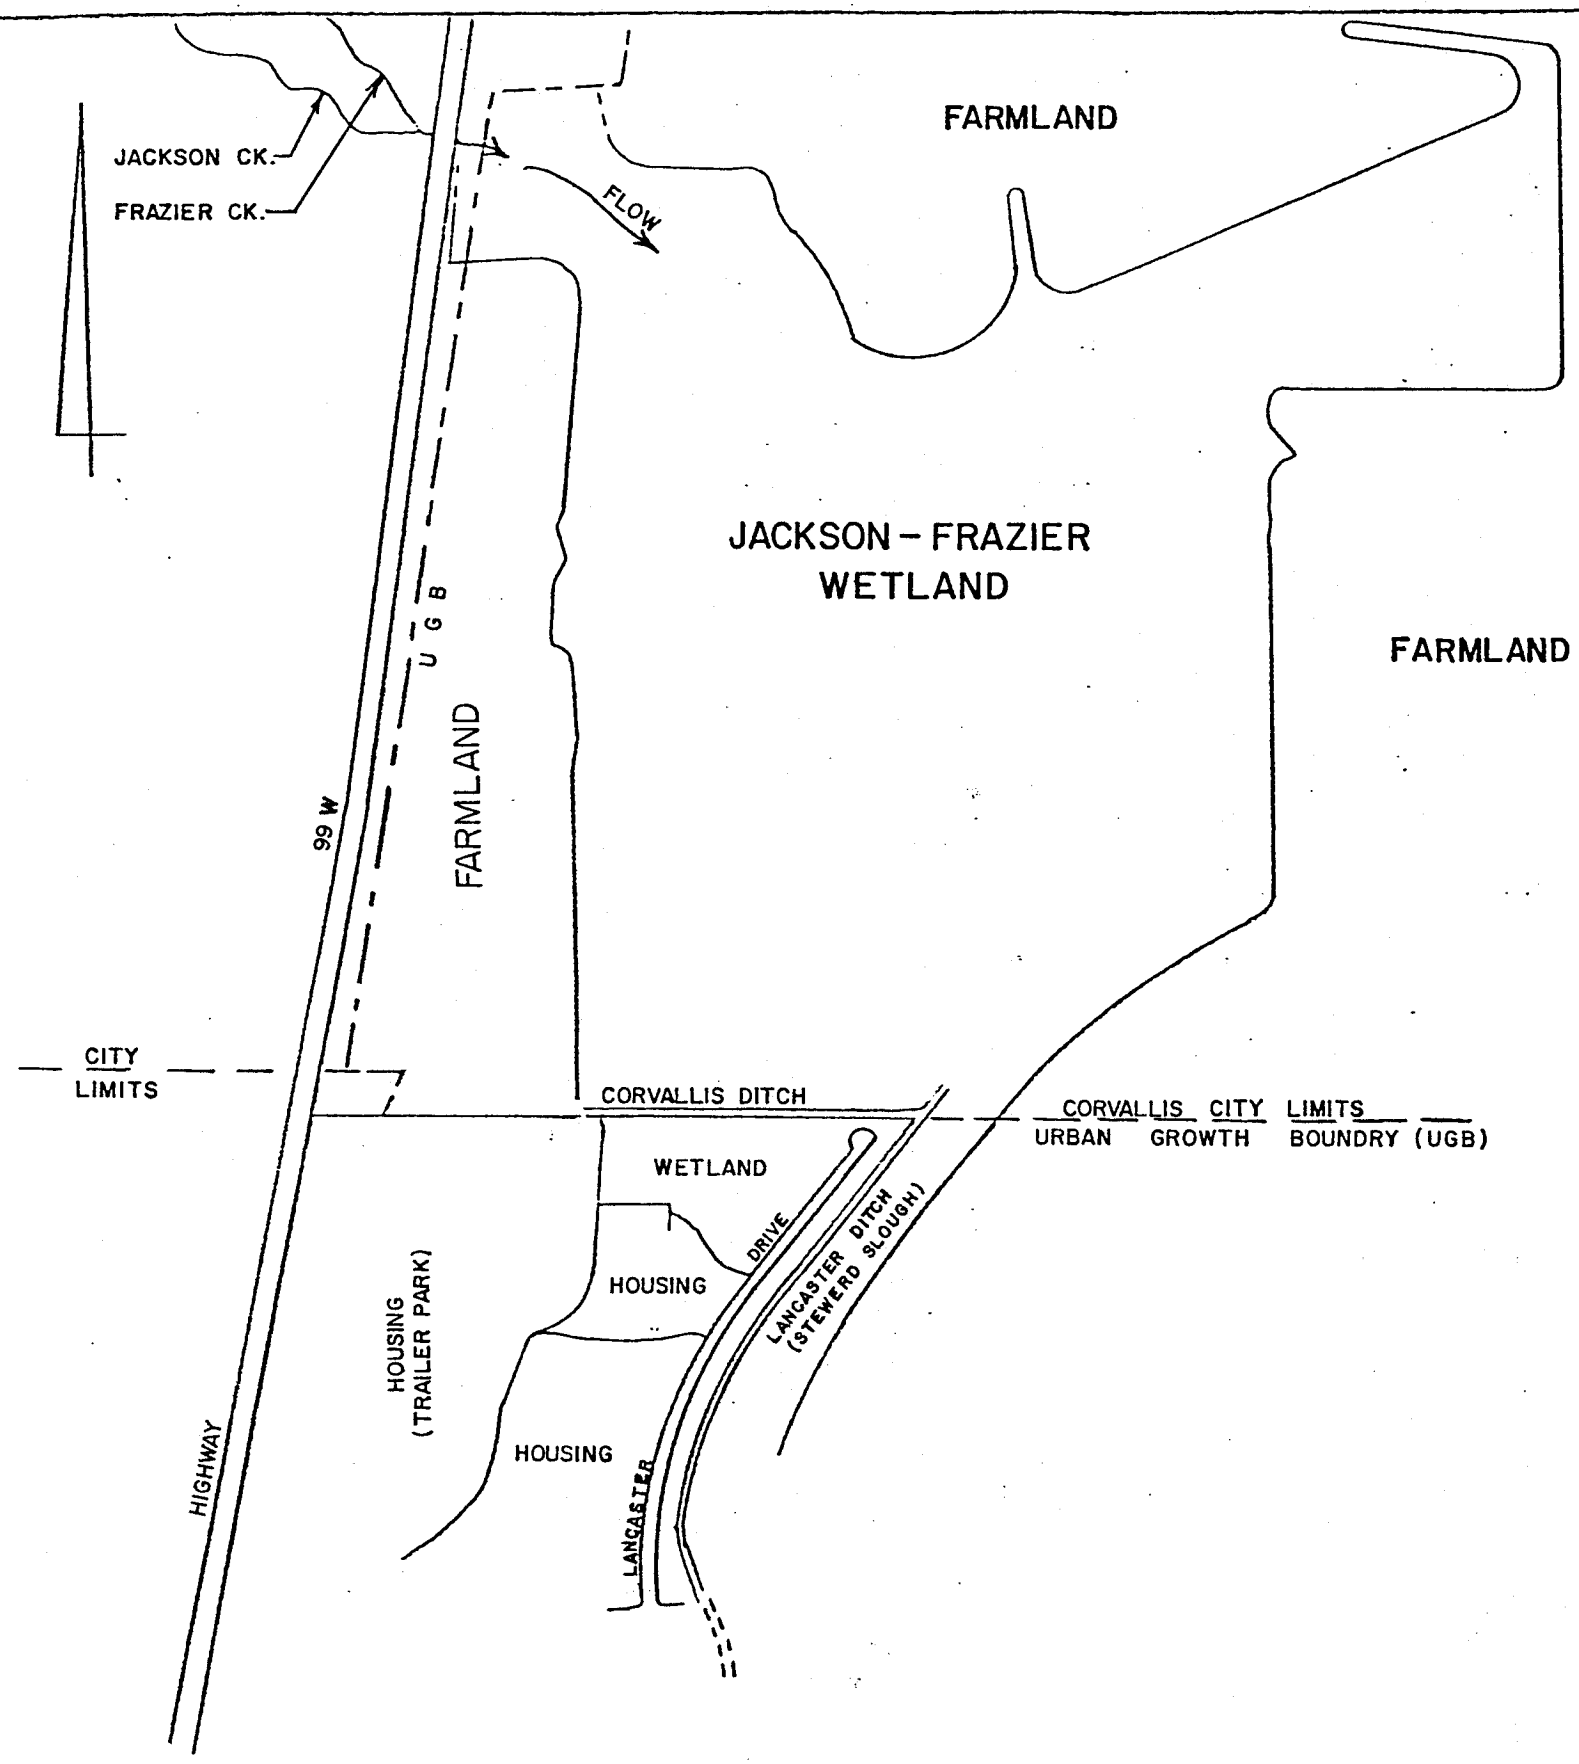 FARMLAND
JACKSON CK.
FRAZIER CK.
FLOW
JACKSON – FRAZIER
WETLAND
U G B
FARMLAND
FARMLAND
99 W
CITY
LIMITS
CORVALLIS DITCH
CORVALLIS CITY LIMITS
URBAN GROWTH BOUNDRY (UGB)
WETLAND
DRIVE
LANCASTER DITCH
(STEWERD SLOUGH)
HOUSING
HOUSING
(TRAILER PARK)
HOUSING
LANCASTER
HIGHWAY